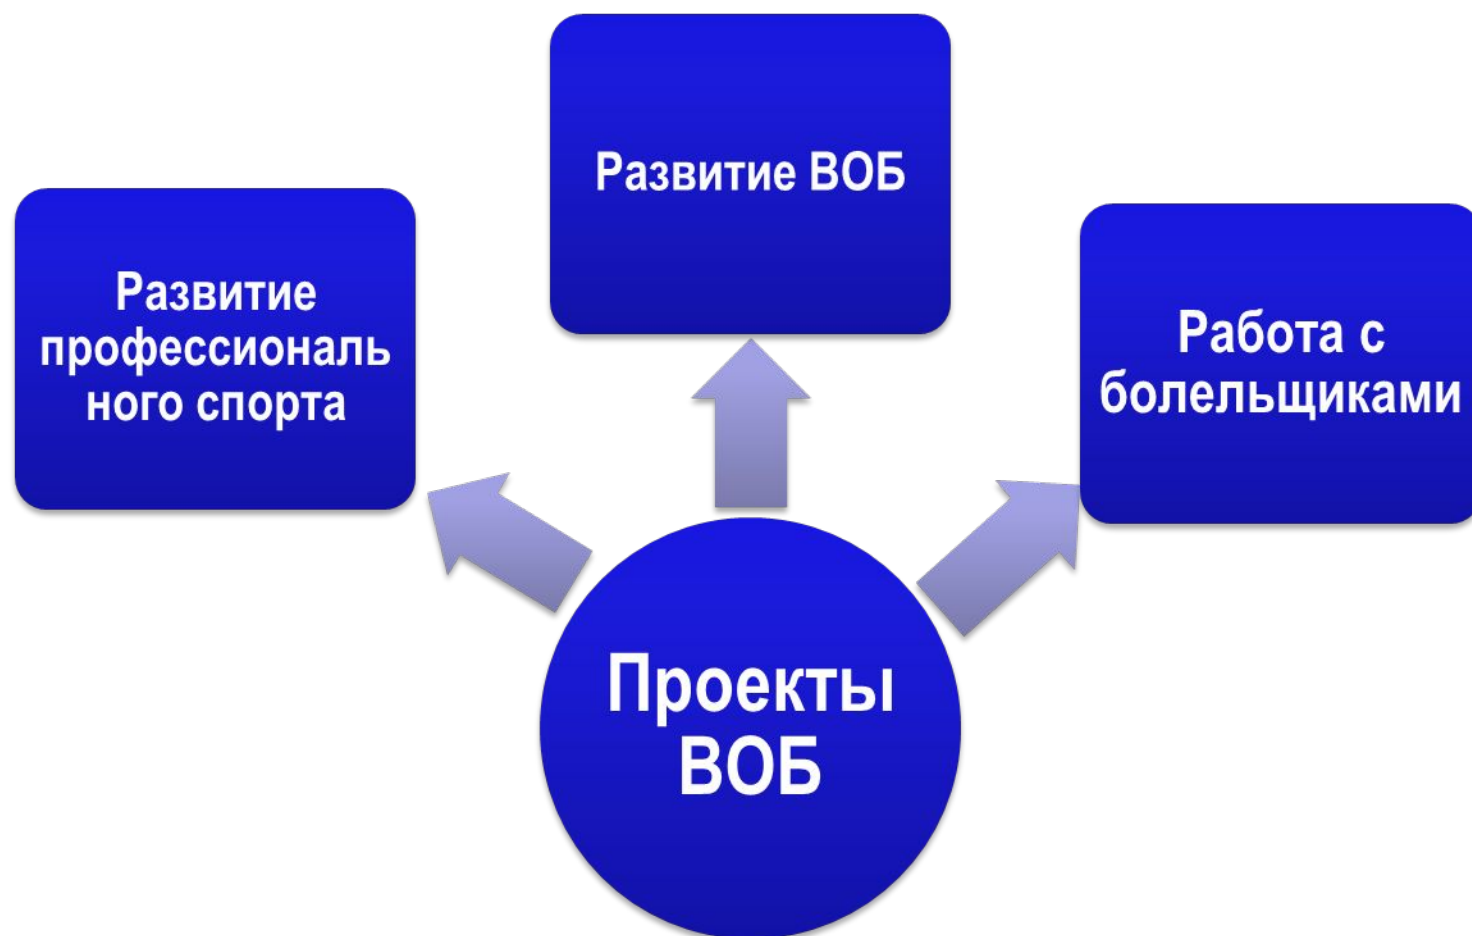 Развитие ВОБ
Развитие
профессиональ
ного спорта
Работа с
болельщиками
Проекты
ВОБ